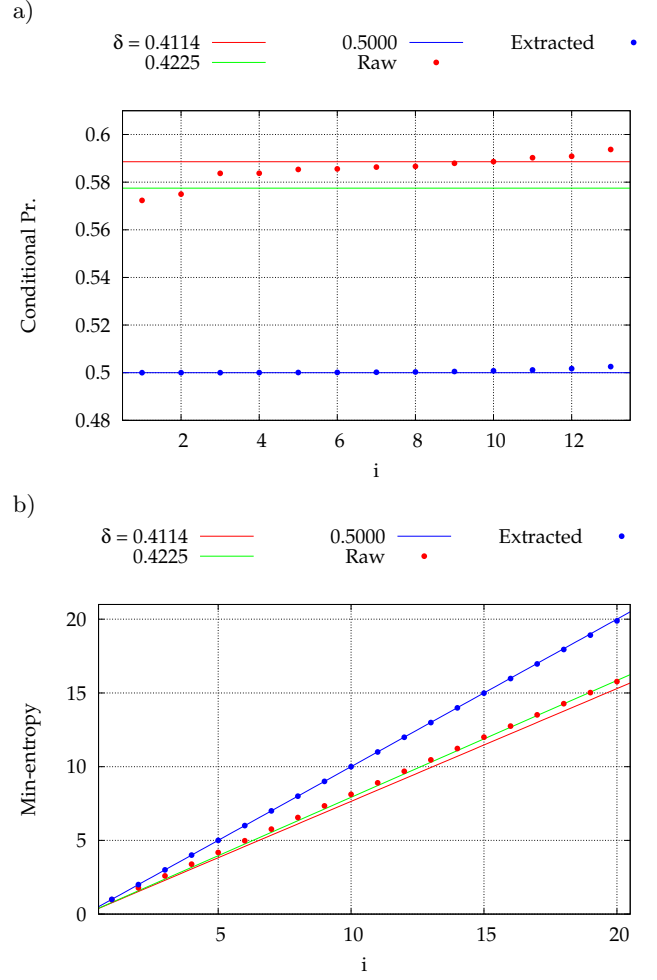 a)
δ = 0.4114 0.5000 Extracted
0.4225 Raw
0.6
0.58
0.56
0.54
0.52
0.5
0.48
Conditional Pr.
2 4 6 8 10 12
i
b)
δ = 0.4114 0.5000 Extracted
0.4225 Raw
20
15
10
5
0
Min-entropy
5 10 15 20
i